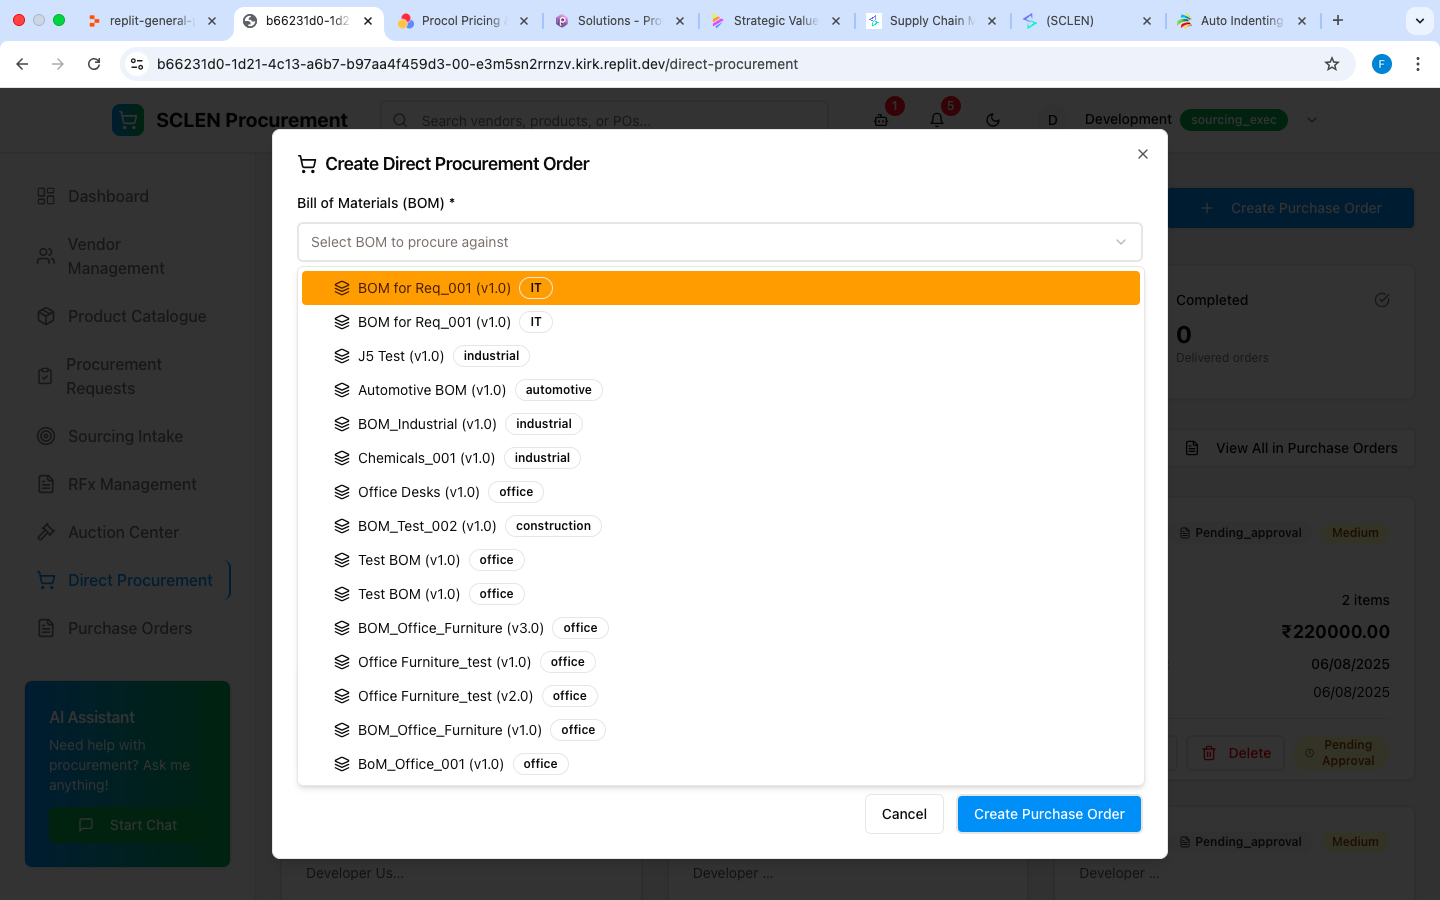 replit-general-
b66231d0-1d2
Procol Pricing
Solutions - Pro
Strategic Value
Supply Chain M
(SCLEN)
Auto Indenting
b66231d0-1d21-4c13-a6b7-b97aa4f459d3-00-e3m5sn2rrnzv.kirk.replit.dev/direct-procurement
F
SCLEN Procurement
Search vendors, products, or POs...
1
5
D
Development
sourcing_exec
Dashboard
Vendor
Management
Product Catalogue
Procurement
Requests
Sourcing Intake
RFx Management
Auction Center
Direct Procurement
Purchase Orders
AI Assistant
Need help with
procurement? Ask me
anything!
Start Chat
Create Direct Procurement Order
Bill of Materials (BOM) *
Select BOM to procure against
BOM for Req_001 (v1.0) IT
BOM for Req_001 (v1.0) IT
J5 Test (v1.0) industrial
Automotive BOM (v1.0) automotive
BOM_Industrial (v1.0) industrial
Chemicals_001 (v1.0) industrial
Office Desks (v1.0) office
BOM_Test_002 (v1.0) construction
Test BOM (v1.0) office
Test BOM (v1.0) office
BOM_Office_Furniture (v3.0) office
Office Furniture_test (v1.0) office
Office Furniture_test (v2.0) office
BOM_Office_Furniture (v1.0) office
BoM_Office_001 (v1.0) office
Cancel
Create Purchase Order
Create Purchase Order
Completed
0
Delivered orders
View All in Purchase Orders
Pending_approval
Medium
2 items
₹220000.00
06/08/2025
06/08/2025
Delete
Pending
Approval
Pending_approval
Medium
Developer Us...
Developer ...
Developer ...